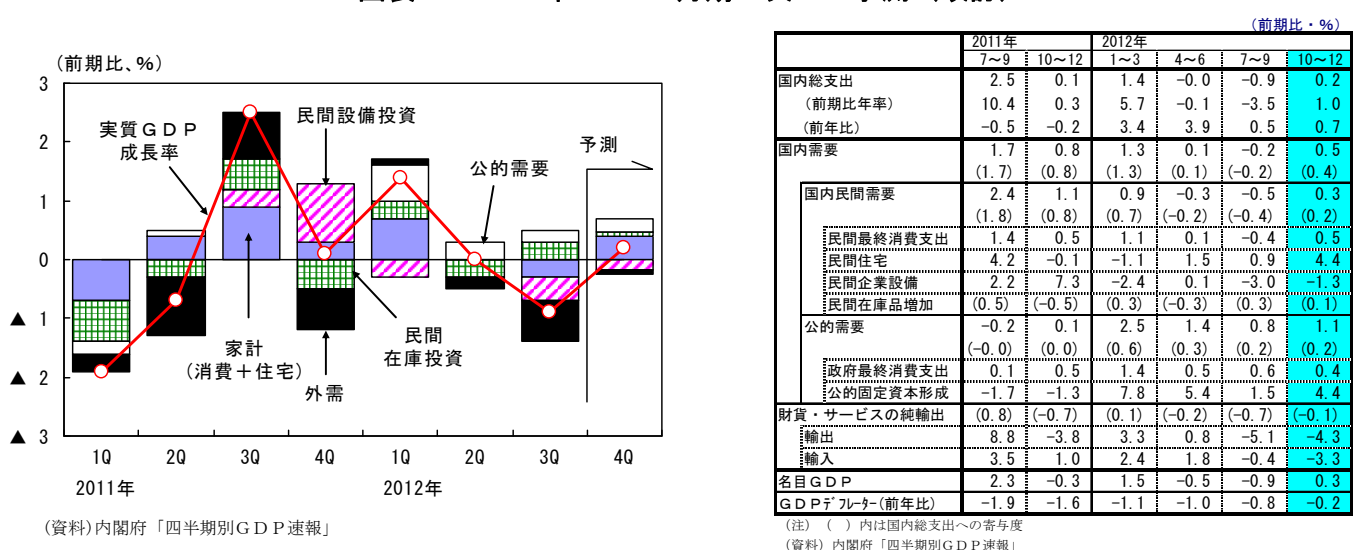 (前期比、%)
3
2
1
0
▲ 1
▲ 2
▲ 3
実質GDP
成長率
民間設備投資
公的需要
予測
家計
(消費+住宅)
外需
民間
在庫投資
1Q 2Q 3Q 4Q 1Q 2Q 3Q 4Q
2011年 2012年
(資料)内閣府「四半期別GDP速報」
(前期比・%)
2011年 2012年
7~9 10~12 1~3 4~6 7~9 10~12
国内総支出 2.5 0.1 1.4 -0.0 -0.9 0.2
(前期比年率) 10.4 0.3 5.7 -0.1 -3.5 1.0
(前年比) -0.5 -0.2 3.4 3.9 0.5 0.7
国内需要 1.7 0.8 1.3 0.1 -0.2 0.5
(1.7) (0.8) (1.3) (0.1) (-0.2) (0.4)
国内民間需要 2.4 1.1 0.9 -0.3 -0.5 0.3
(1.8) (0.8) (0.7) (-0.2) (-0.4) (0.2)
民間最終消費支出 1.4 0.5 1.1 0.1 -0.4 0.5
民間住宅 4.2 -0.1 -1.1 1.5 0.9 4.4
民間企業設備 2.2 7.3 -2.4 0.1 -3.0 -1.3
民間在庫品増加 (0.5) (-0.5) (0.3) (-0.3) (0.3) (0.1)
公的需要 -0.2 0.1 2.5 1.4 0.8 1.1
(-0.0) (0.0) (0.6) (0.3) (0.2) (0.2)
政府最終消費支出 0.1 0.5 1.4 0.5 0.6 0.4
公的固定資本形成 -1.7 -1.3 7.8 5.4 1.5 4.4
財貨・サービスの純輸出 (0.8) (-0.7) (0.1) (-0.2) (-0.7) (-0.1)
輸出 8.8 -3.8 3.3 0.8 -5.1 -4.3
輸入 3.5 1.0 2.4 1.8 -0.4 -3.3
名目GDP 2.3 -0.3 1.5 -0.5 -0.9 0.3
GDPデフレーター(前年比) -1.9 -1.6 -1.1 -1.0 -0.8 -0.2
(注) ( )内は国内総支出への寄与度
(資料)内閣府「四半期別GDP速報」